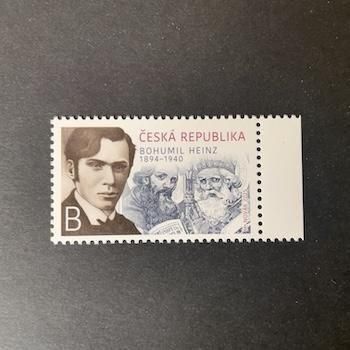 ČESKÁ REPUBLIKA
BOHUMIL HEINZ
1894–1940
B